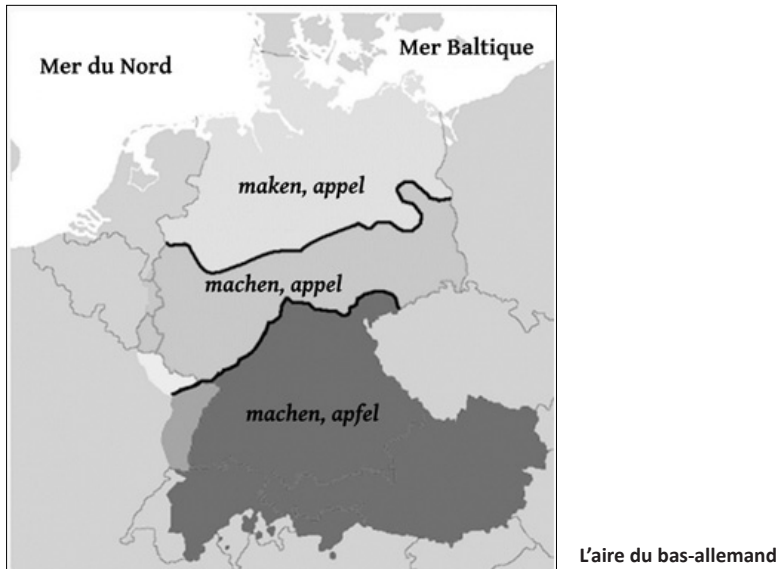 Mer du Nord
Mer Baltique
maken, appel
machen, appel
machen, apfel
L'aire du bas-allemand